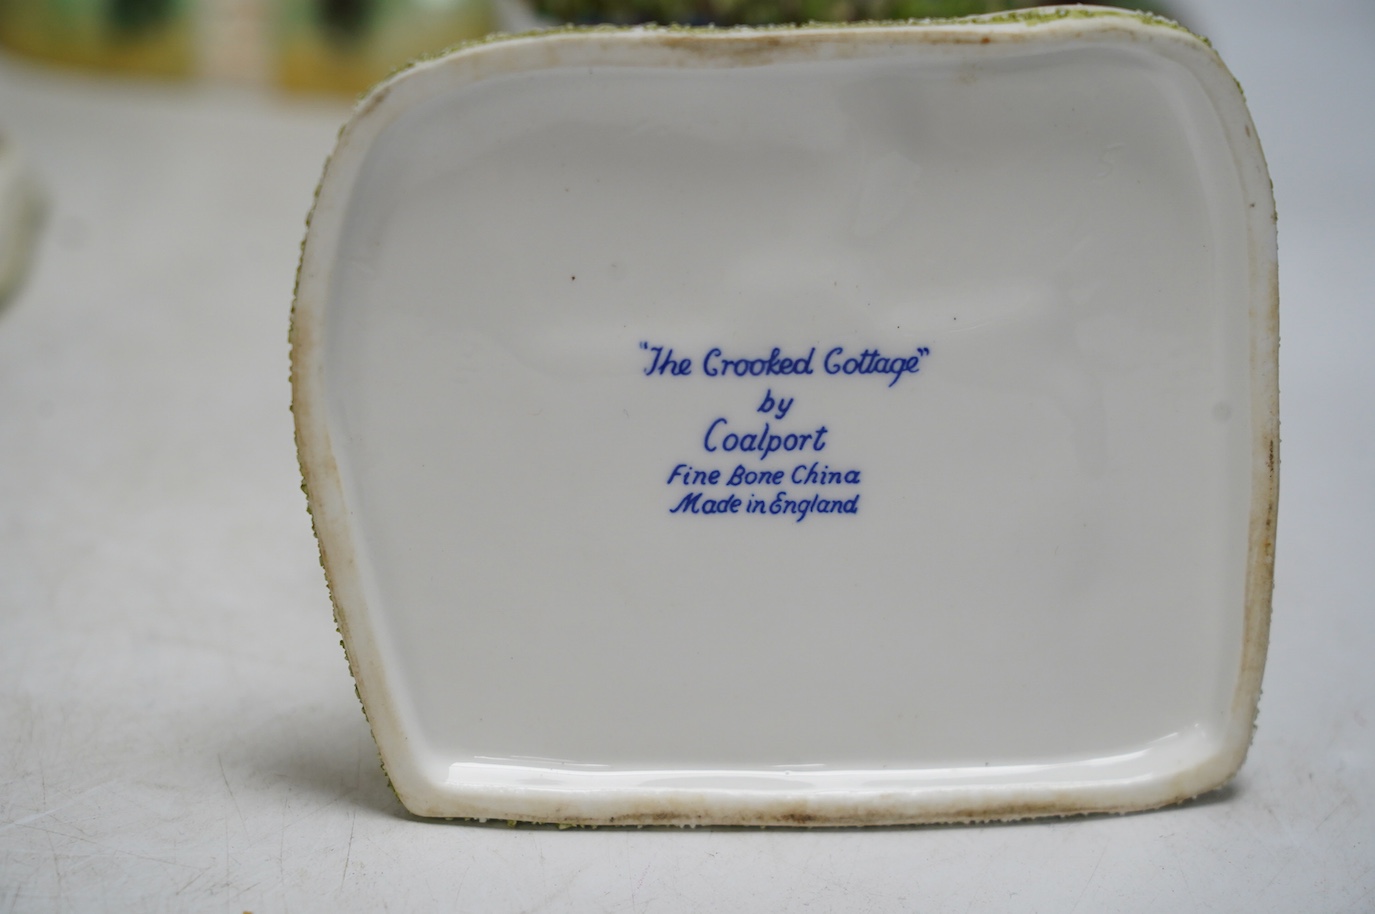 "The Crooked Cottage"
by
Coalport
Fine Bone China
Made in England